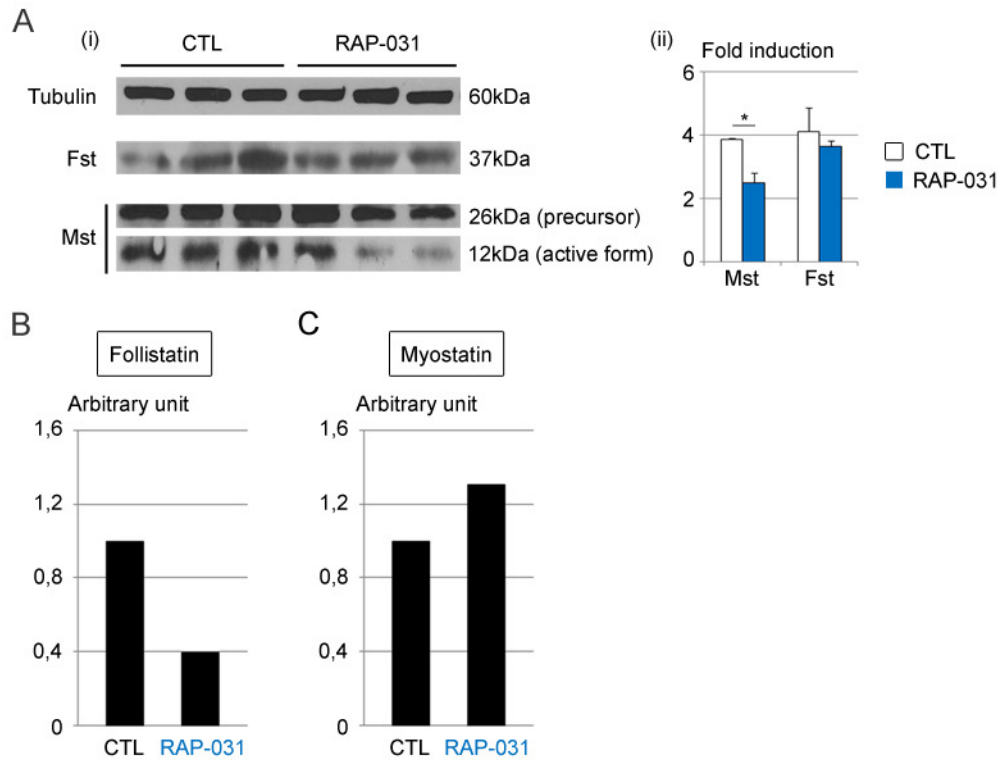 A
(i)
CTL
RAP-031
Tubulin
60kDa
Fst
37kDa
Mst
26kDa (precursor)
12kDa (active form)
(ii)
Fold induction
6
4
2
0
*
Mst
Fst
CTL
RAP-031
B
Follistatin
Arbitrary unit
1,6
1,2
0,8
0,4
0
CTL
RAP-031
C
Myostatin
Arbitrary unit
1,6
1,2
0,8
0,4
0
CTL
RAP-031